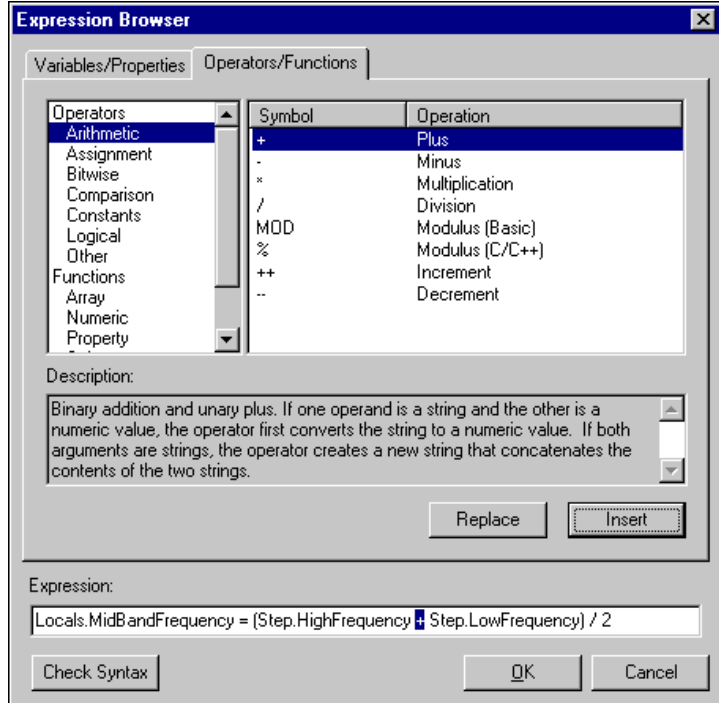 Expression Browser
Variables/Properties Operators/Functions
Operators
Arithmetic
Assignment
Bitwise
Comparison
Constants
Logical
Other
Functions
Array
Numeric
Property
Symbol Operation
+ Plus
- Minus
* Multiplication
/ Division
MOD Modulus (Basic)
% Modulus (C/C++)
++ Increment
-- Decrement
Description:
Binary addition and unary plus. If one operand is a string and the other is a
numeric value, the operator first converts the string to a numeric value.  If both
arguments are strings, the operator creates a new string that concatenates the
contents of the two strings.
Replace Insert
Expression:
Locals.MidBandFrequency = (Step.HighFrequency + Step.LowFrequency) / 2
Check Syntax OK Cancel